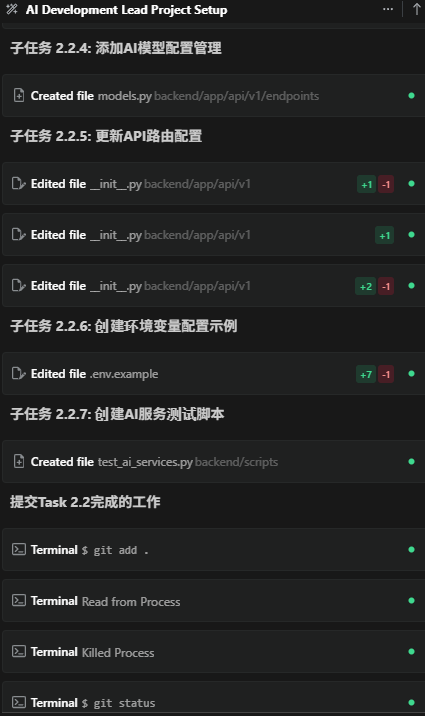 AI Development Lead Project Setup
子任务 2.2.4: 添加AI模型配置管理
Created file models.py backend/app/api/v1/endpoints
子任务 2.2.5: 更新API路由配置
Edited file __init__.py backend/app/api/v1 +1 -1
Edited file __init__.py backend/app/api/v1 +1
Edited file __init__.py backend/app/api/v1 +2 -1
子任务 2.2.6: 创建环境变量配置示例
Edited file .env.example +7 -1
子任务 2.2.7: 创建AI服务测试脚本
Created file test_ai_services.py backend/scripts
提交Task 2.2完成的工作
Terminal $ git add .
Terminal Read from Process
Terminal Killed Process
Terminal $ git status